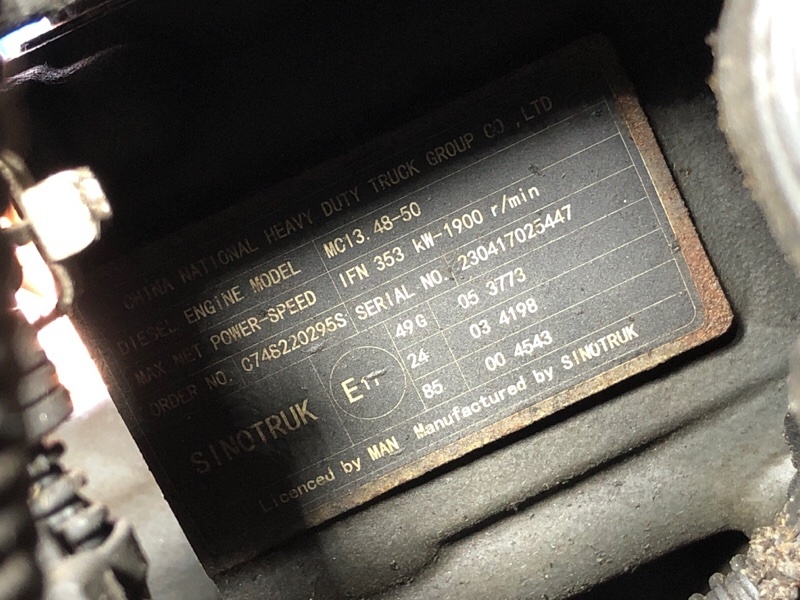 CHINA NATIONAL HEAVY DUTY TRUCK GROUP CO.,LTD
DIESEL ENGINE MODEL MC13.48-50
MAX NET POWER-SPEED IFN 353 kW-1900 r/min
ORDER NO. C746220295S SERIAL NO. 230417025447
SINOTRUK E17 49G 05 3773
24 03 4198
85 00 4543
Licenced by MAN Manufactured by SINOTRUK